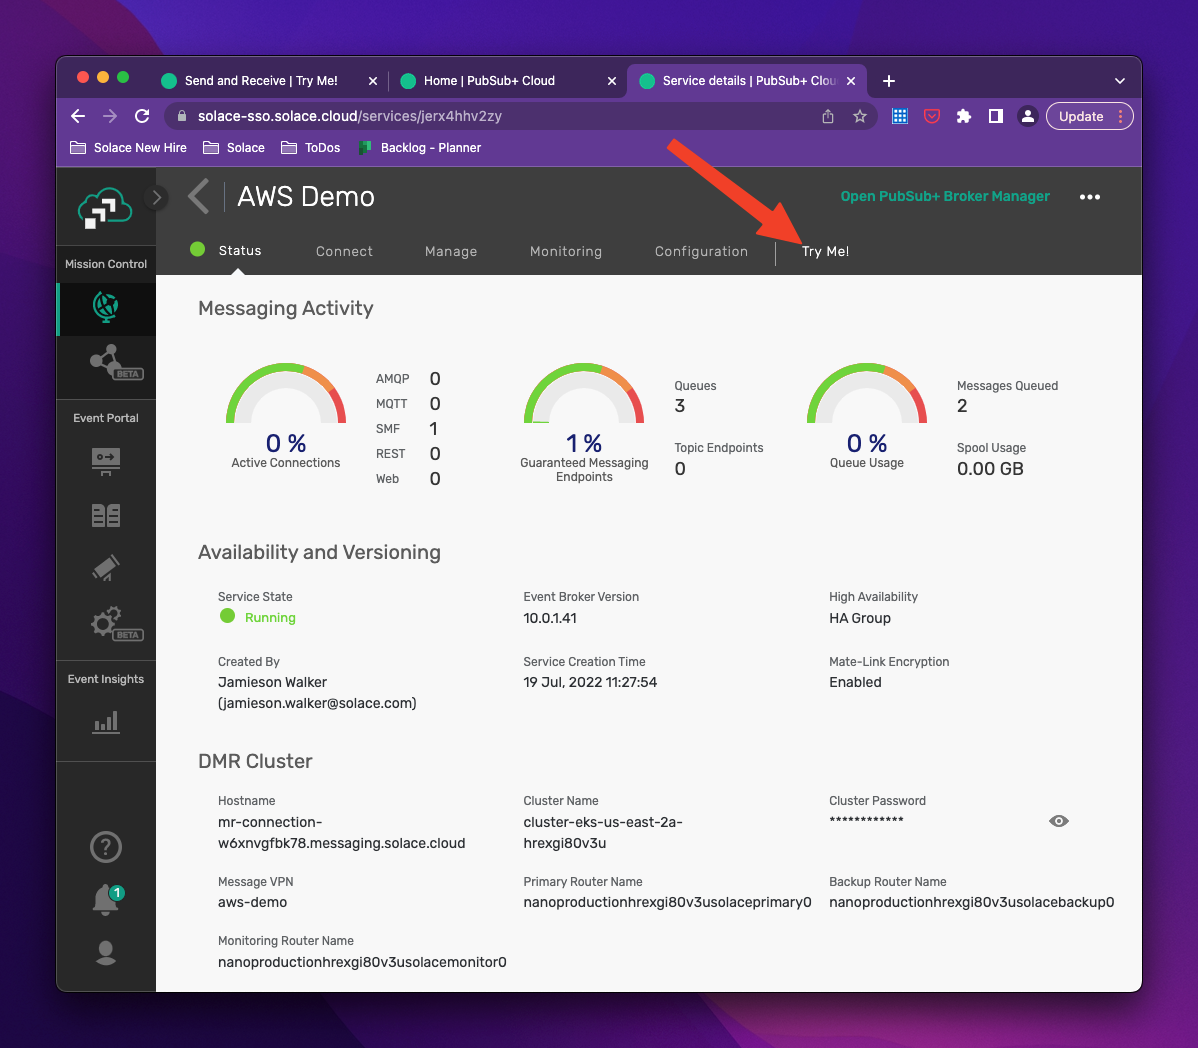 Send and Receive | Try Me!
Home | PubSub+ Cloud
Service details | PubSub+ Clou
solace-sso.solace.cloud/services/jerx4hhv2zy
Update
Solace New Hire
Solace
ToDos
Backlog - Planner
AWS Demo
Open PubSub+ Broker Manager
Status
Connect
Manage
Monitoring
Configuration
Try Me!
Mission Control
BETA
Event Portal
BETA
Event Insights
?
1
Messaging Activity
0 %
Active Connections
AMQP 0
MQTT 0
SMF 1
REST 0
Web 0
1 %
Guaranteed Messaging
Endpoints
Queues
3
Topic Endpoints
0
0 %
Queue Usage
Messages Queued
2
Spool Usage
0.00 GB
Availability and Versioning
Service State
Running
Event Broker Version
10.0.1.41
High Availability
HA Group
Created By
Jamieson Walker
(jamieson.walker@solace.com)
Service Creation Time
19 Jul, 2022 11:27:54
Mate-Link Encryption
Enabled
DMR Cluster
Hostname
mr-connection-
w6xnvgfbk78.messaging.solace.cloud
Cluster Name
cluster-eks-us-east-2a-
hrexgi80v3u
Cluster Password
************
Message VPN
aws-demo
Primary Router Name
nanoproductionhrexgi80v3usolaceprimary0
Backup Router Name
nanoproductionhrexgi80v3usolacebackup0
Monitoring Router Name
nanoproductionhrexgi80v3usolacemonitor0